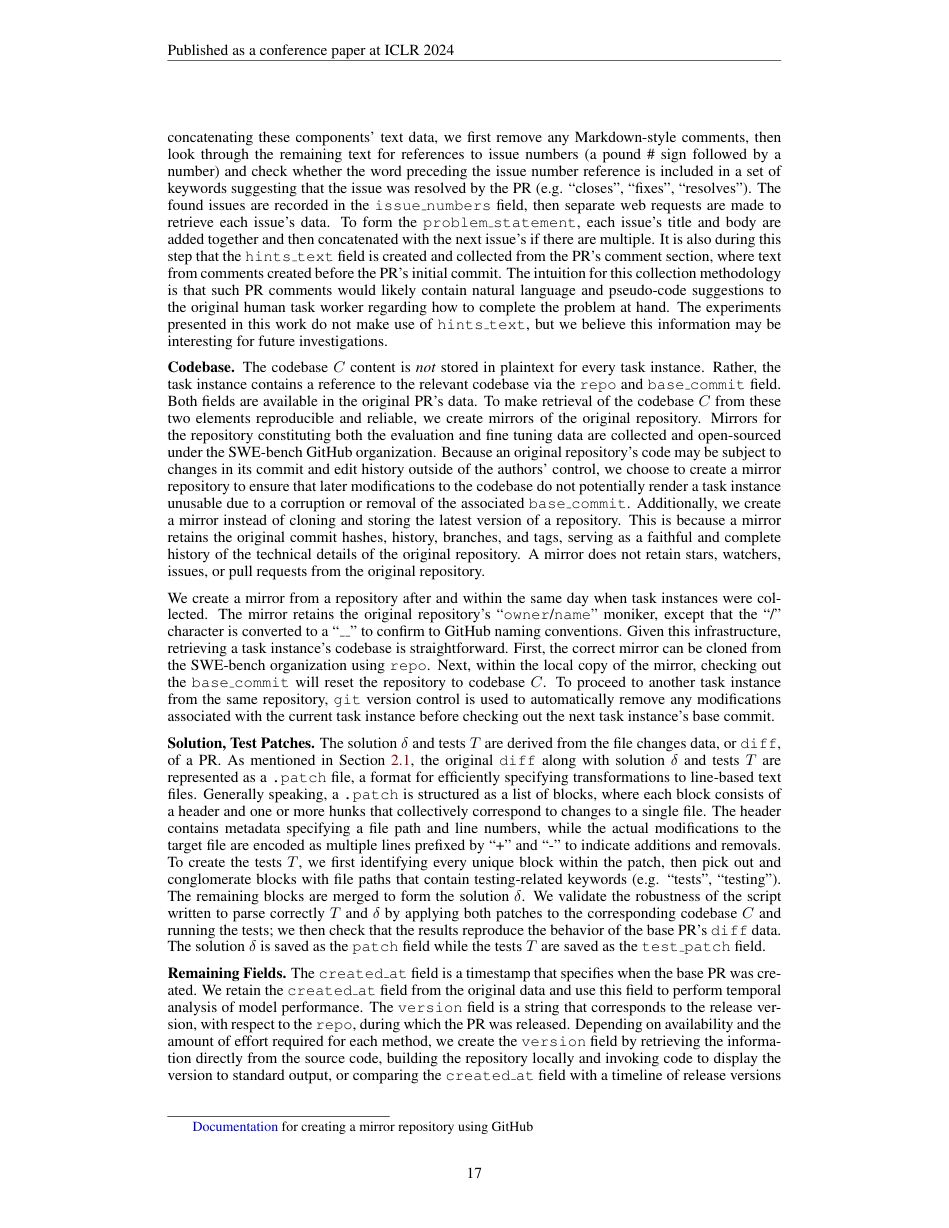 Published as a conference paper at ICLR 2024
concatenating these components’ text data, we first remove any Markdown-style comments, then
look through the remaining text for references to issue numbers (a pound # sign followed by a
number) and check whether the word preceding the issue number reference is included in a set of
keywords suggesting that the issue was resolved by the PR (e.g. “closes”, “fixes”, “resolves”). The
found issues are recorded in the issue_numbers field, then separate web requests are made to
retrieve each issue’s data. To form the problem_statement, each issue’s title and body are
added together and then concatenated with the next issue’s if there are multiple. It is also during this
step that the hints_text field is created and collected from the PR’s comment section, where text
from comments created before the PR’s initial commit. The intuition for this collection methodology
is that such PR comments would likely contain natural language and pseudo-code suggestions to
the original human task worker regarding how to complete the problem at hand. The experiments
presented in this work do not make use of hints_text, but we believe this information may be
interesting for future investigations.
Codebase. The codebase C content is not stored in plaintext for every task instance. Rather, the
task instance contains a reference to the relevant codebase via the repo and base_commit field.
Both fields are available in the original PR’s data. To make retrieval of the codebase C from these
two elements reproducible and reliable, we create mirrors of the original repository. Mirrors for
the repository constituting both the evaluation and fine tuning data are collected and open-sourced
under the SWE-bench GitHub organization. Because an original repository’s code may be subject to
changes in its commit and edit history outside of the authors’ control, we choose to create a mirror
repository to ensure that later modifications to the codebase do not potentially render a task instance
unusable due to a corruption or removal of the associated base_commit. Additionally, we create
a mirror instead of cloning and storing the latest version of a repository. This is because a mirror
retains the original commit hashes, history, branches, and tags, serving as a faithful and complete
history of the technical details of the original repository. A mirror does not retain stars, watchers,
issues, or pull requests from the original repository.
We create a mirror from a repository after and within the same day when task instances were col-
lected. The mirror retains the original repository’s “owner/name” moniker, except that the “/”
character is converted to a “__” to confirm to GitHub naming conventions. Given this infrastructure,
retrieving a task instance’s codebase is straightforward. First, the correct mirror can be cloned from
the SWE-bench organization using repo. Next, within the local copy of the mirror, checking out
the base_commit will reset the repository to codebase C. To proceed to another task instance
from the same repository, git version control is used to automatically remove any modifications
associated with the current task instance before checking out the next task instance’s base commit.
Solution, Test Patches. The solution δ and tests T are derived from the file changes data, or diff,
of a PR. As mentioned in Section 2.1, the original diff along with solution δ and tests T are
represented as a .patch file, a format for efficiently specifying transformations to line-based text
files. Generally speaking, a .patch is structured as a list of blocks, where each block consists of
a header and one or more hunks that collectively correspond to changes to a single file. The header
contains metadata specifying a file path and line numbers, while the actual modifications to the
target file are encoded as multiple lines prefixed by “+” and “-” to indicate additions and removals.
To create the tests T, we first identifying every unique block within the patch, then pick out and
conglomerate blocks with file paths that contain testing-related keywords (e.g. “tests”, “testing”).
The remaining blocks are merged to form the solution δ. We validate the robustness of the script
written to parse correctly T and δ by applying both patches to the corresponding codebase C and
running the tests; we then check that the results reproduce the behavior of the base PR’s diff data.
The solution δ is saved as the patch field while the tests T are saved as the test_patch field.
Remaining Fields. The created_at field is a timestamp that specifies when the base PR was cre-
ated. We retain the created_at field from the original data and use this field to perform temporal
analysis of model performance. The version field is a string that corresponds to the release ver-
sion, with respect to the repo, during which the PR was released. Depending on availability and the
amount of effort required for each method, we create the version field by retrieving the informa-
tion directly from the source code, building the repository locally and invoking code to display the
version to standard output, or comparing the created_at field with a timeline of release versions
Documentation for creating a mirror repository using GitHub
17